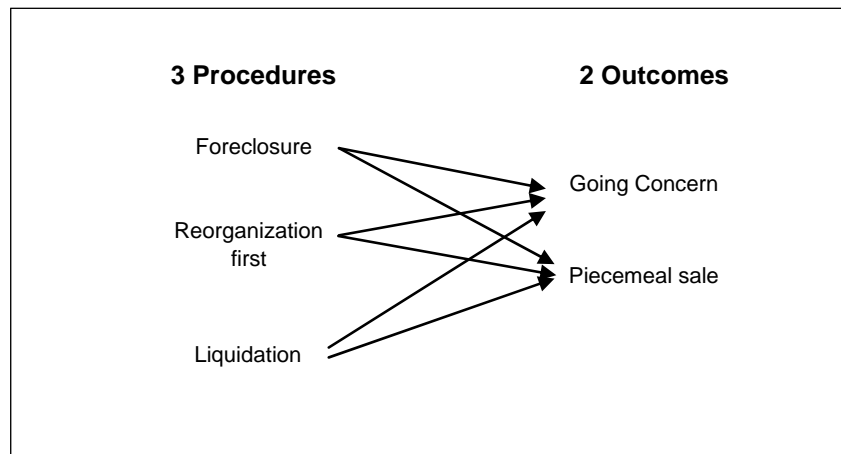 3 Procedures
2 Outcomes
Foreclosure
Going Concern
Reorganization
first
Piecemeal sale
Liquidation